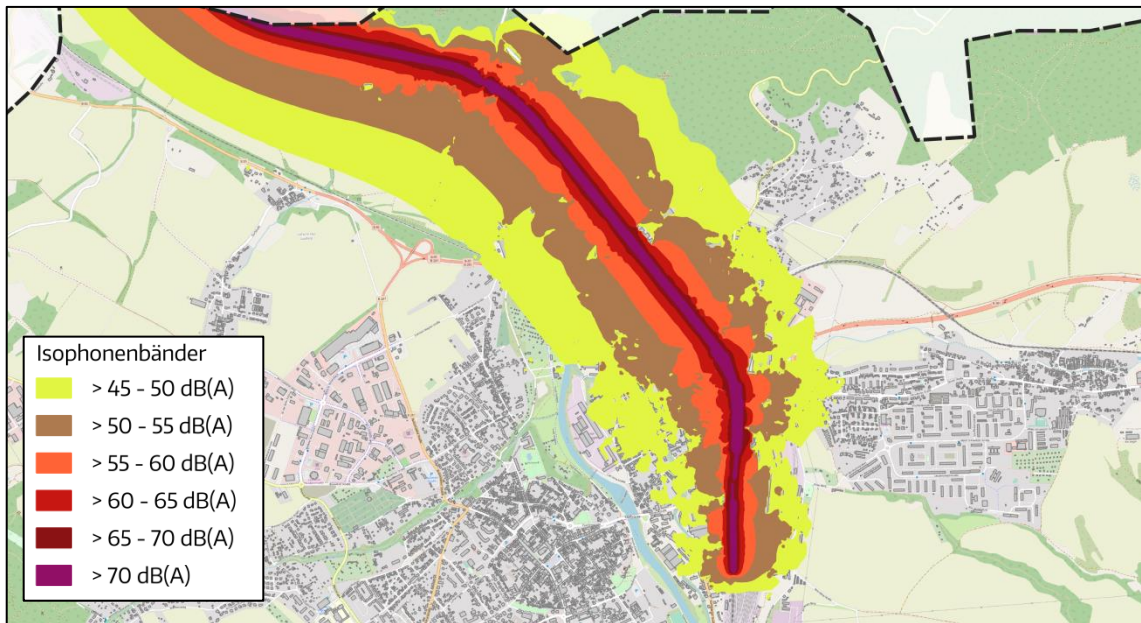 Isophonenbänder
> 45 - 50 dB(A)
> 50 - 55 dB(A)
> 55 - 60 dB(A)
> 60 - 65 dB(A)
> 65 - 70 dB(A)
> 70 dB(A)